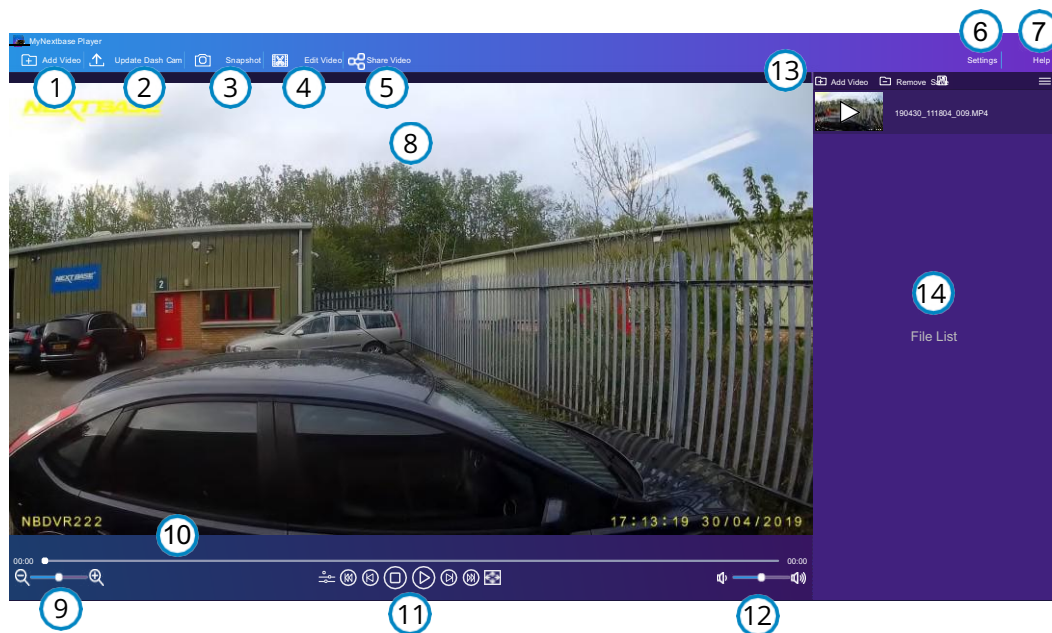 MyNextbase Player
Add Video Update Dash Cam Snapshot Edit Video Share Video Settings Help
1 2 3 4 5 6 7
13
Add Video Remove
190430_111804_009.MP4
NEXTBASE
8
NEXTBASE
2
14
File List
NBDVR222 17:13:19 30/04/2019
10
00:00 00:00
9 11 12